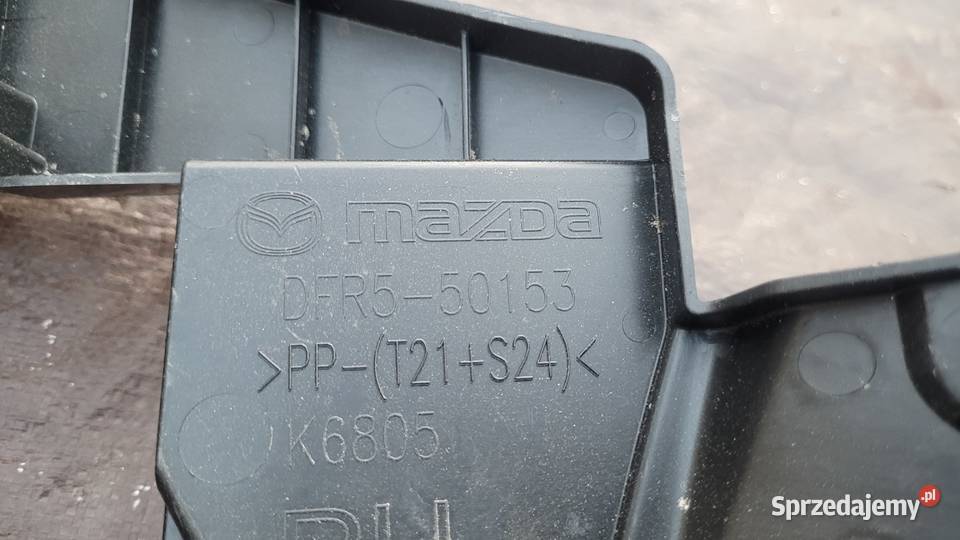 mazda
DFR5-50153
>PP-(T21+S24)<
K6805
Sprzedajemy.pl